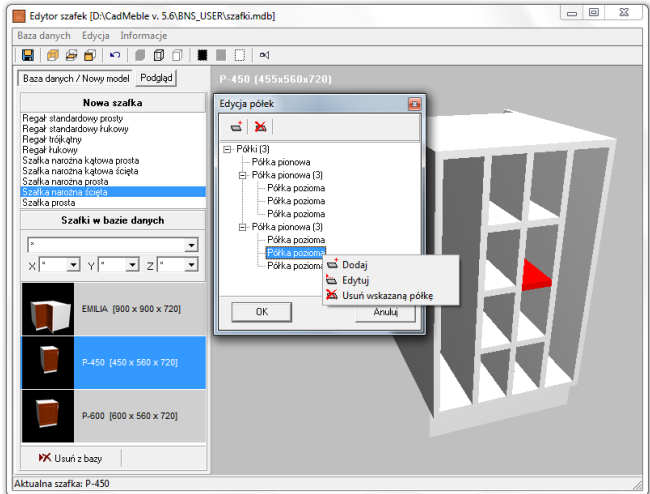 Edytor szafek [D:\CadMeble v. 5.6\BNS_USER\szafki.mdb]
Baza danych Edycja Informacje
Baza danych / Nowy model Podgląd
P-450 (455x560x720)
Nowa szafka
Regał standardowy prosty
Regał standardowy łukowy
Regał trójkątny
Regał łukowy
Szafka narożna kątowa prosta
Szafka narożna kątowa ścięta
Szafka narożna prosta
Szafka narożna ścięta
Szafka prosta
Szafki w bazie danych
*
X * Y * Z *
EMILIA [900 x 900 x 720]
P-450 [450 x 560 x 720]
P-600 [600 x 560 x 720]
Usuń z bazy
Edycja półek
Półki (3)
Półka pionowa
Półka pionowa (3)
Półka pozioma
Półka pozioma
Półka pozioma
Półka pionowa (3)
Półka pozioma
Półka pozioma
Półka pozioma
Dodaj
Edytuj
Usuń wskazaną półkę
OK Anuluj
Aktualna szafka: P-450